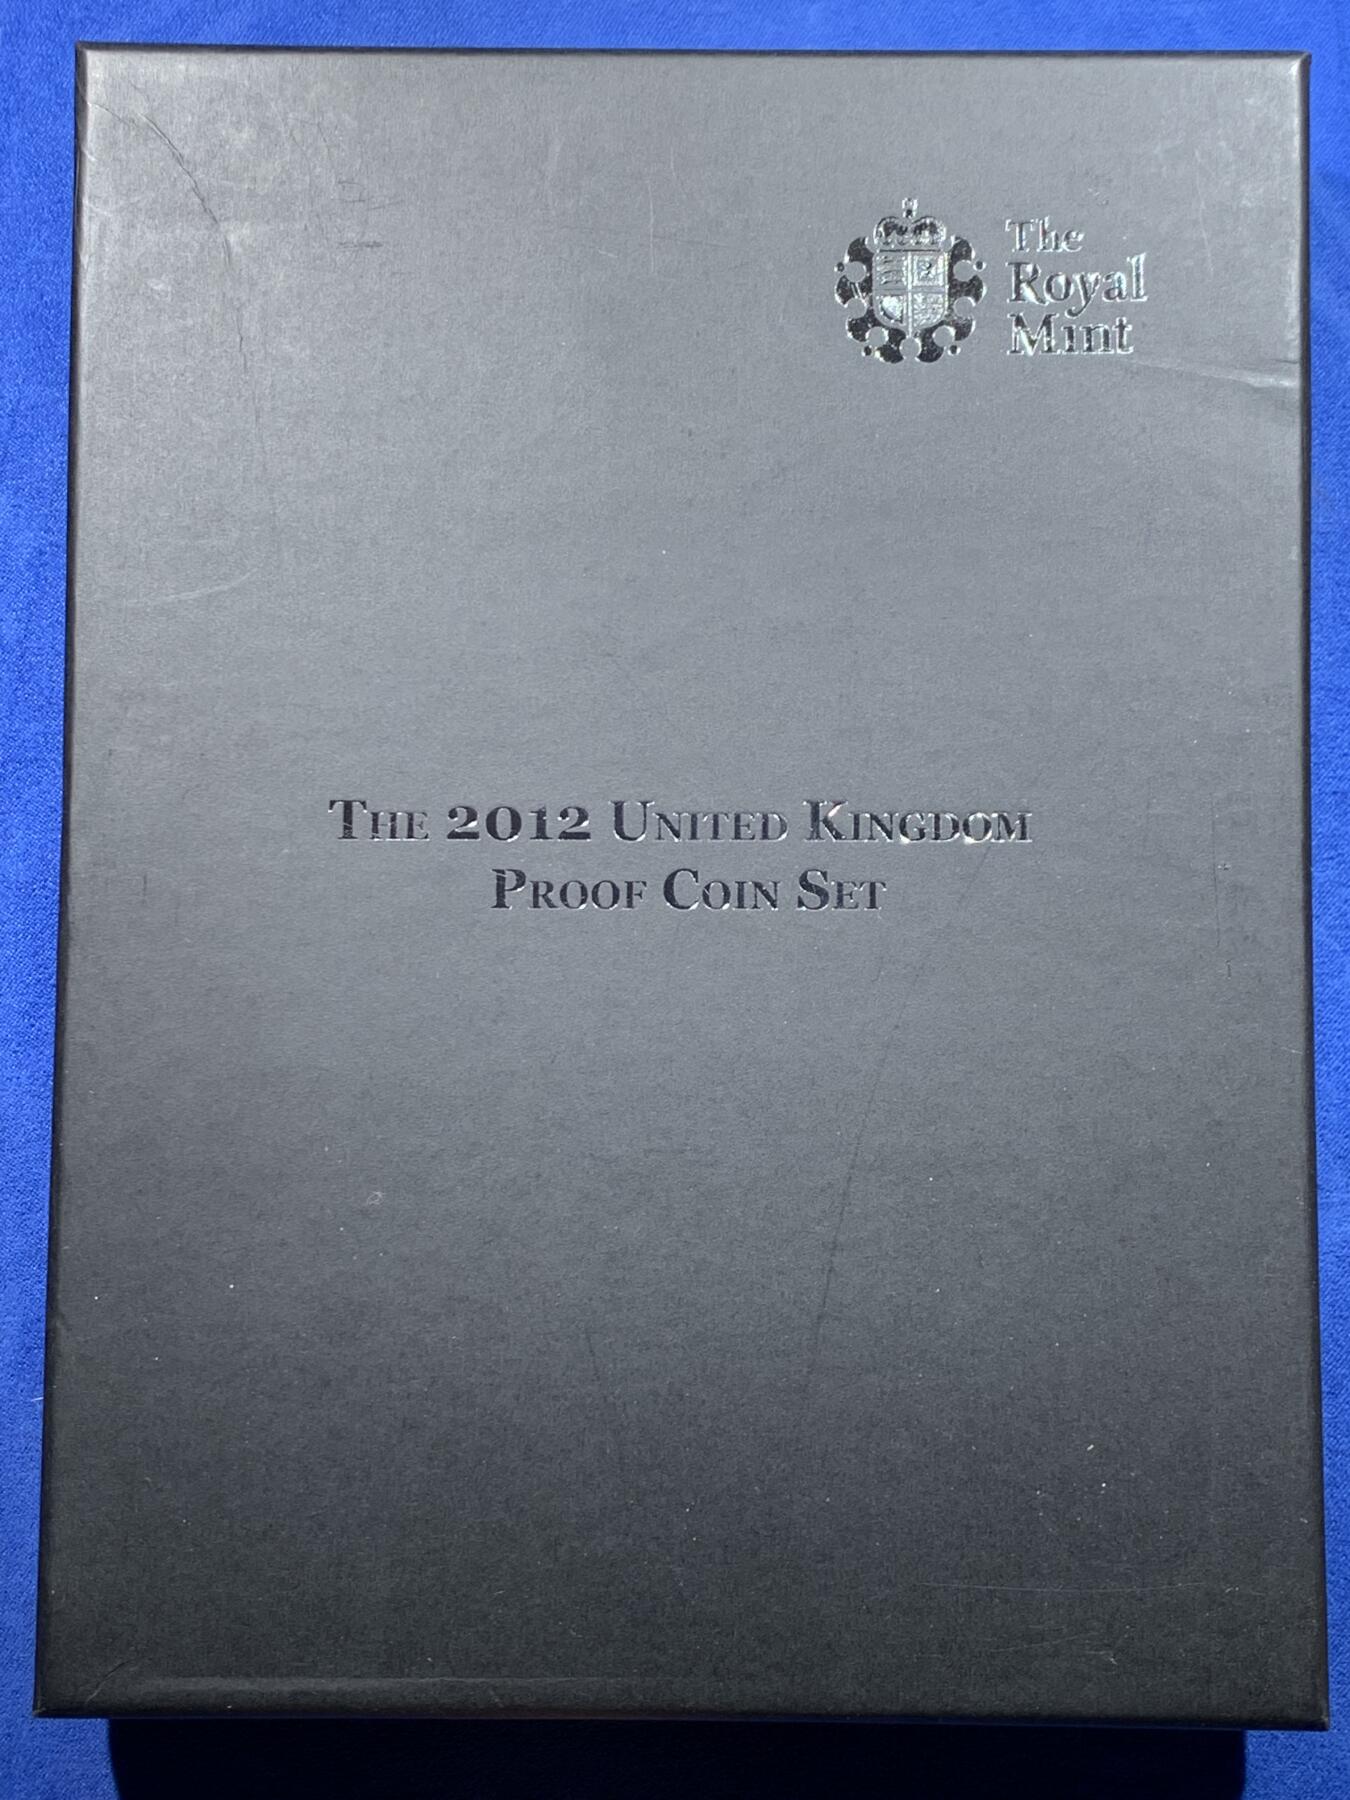 The
Royal
Mint
THE 2012 UNITED KINGDOM
PROOF COIN SET